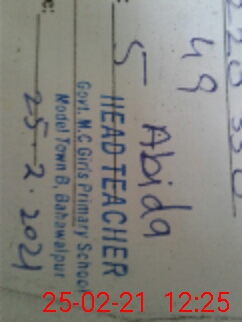 49
5
Abida
HEAD TEACHER
Govt. M.C Girls Primary School
Model Town B, Bahawalpur
25.2.2021
25-02-21 12:25